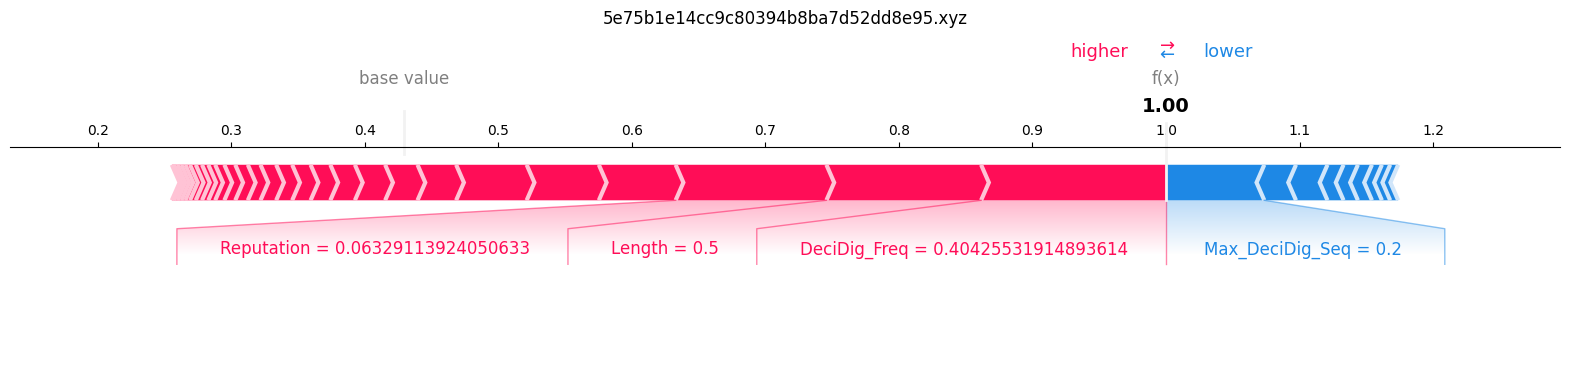 5e75b1e14cc9c80394b8ba7d52dd8e95.xyz
higher ⇄ lower
base value f(x)
1.00
0.2 0.3 0.4 0.5 0.6 0.7 0.8 0.9 1.0 1.1 1.2
Reputation = 0.06329113924050633 Length = 0.5 DeciDig_Freq = 0.40425531914893614 Max_DeciDig_Seq = 0.2